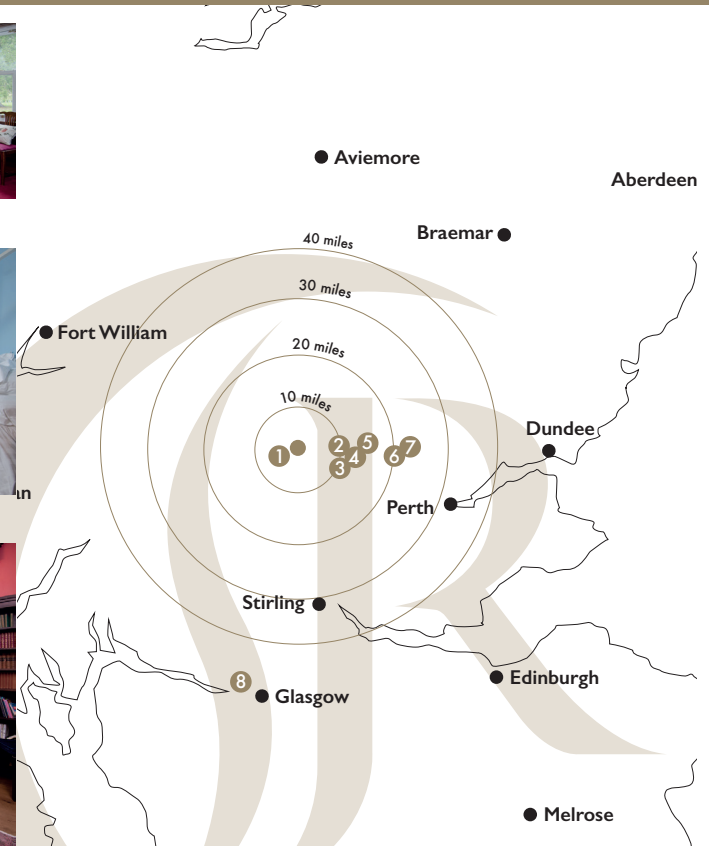 Aviemore
Aberdeen
Braemar
40 miles
30 miles
Fort William
20 miles
10 miles
Dundee
1
2
3
4
5
6
7
Perth
Stirling
8
Glasgow
Edinburgh
Melrose